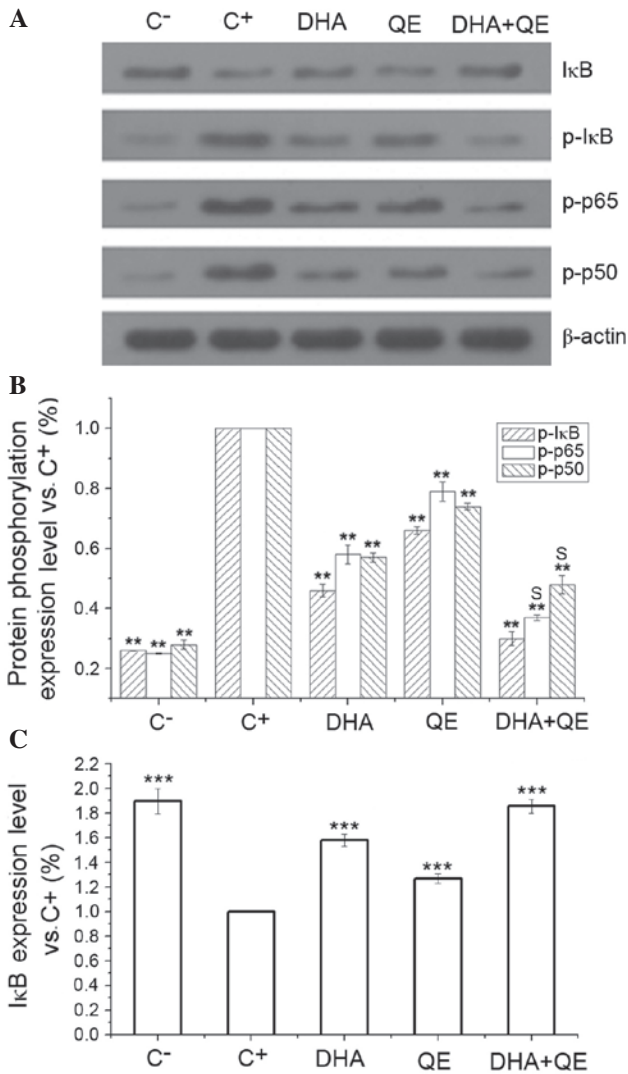 A
C- C+ DHA QE DHA+QE
IκB
p-IκB
p-p65
p-p50
β-actin
B
Protein phosphorylation
expression level vs. C+ (%)
1.0
0.8
0.6
0.4
0.2
p-IκB
p-p65
p-p50
** ** **
** ** **
** ** **
** S ** S **
C- C+ DHA QE DHA+QE
C
IκB expression level
vs.C+ (%)
2.2
2.0
1.8
1.6
1.4
1.2
1.0
0.8
0.6
0.4
0.2
0.0
*** *** *** ***
C- C+ DHA QE DHA+QE